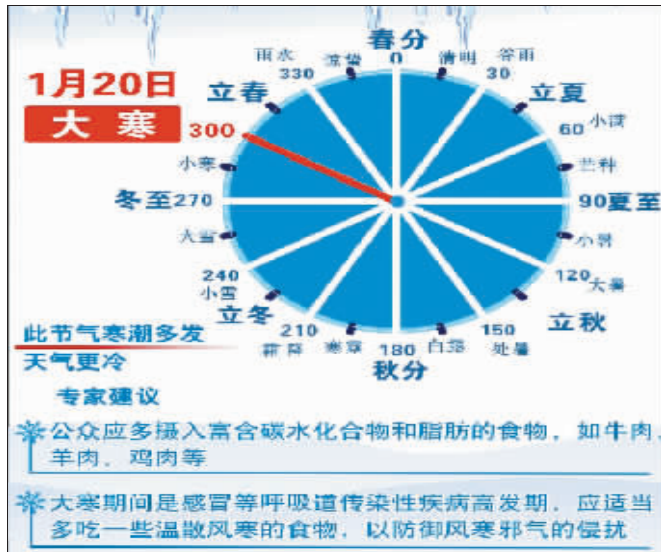 春分
雨水
惊蛰
0
清明
谷雨
1月20日
330
30
立春
立夏
大寒
300
60
小满
小寒
芒种
冬至
270
90
夏至
大雪
小暑
240
120
大暑
小雪
立冬
立秋
此节气寒潮多发
210
150
霜降
寒露
180
白露
处暑
天气更冷
秋分
专家建议
公众应多摄入富含碳水化合物和脂肪的食物，如牛肉、
羊肉、鸡肉等
大寒期间是感冒等呼吸道传染性疾病高发期，应适当
多吃一些温散风寒的食物，以防御风寒邪气的侵扰